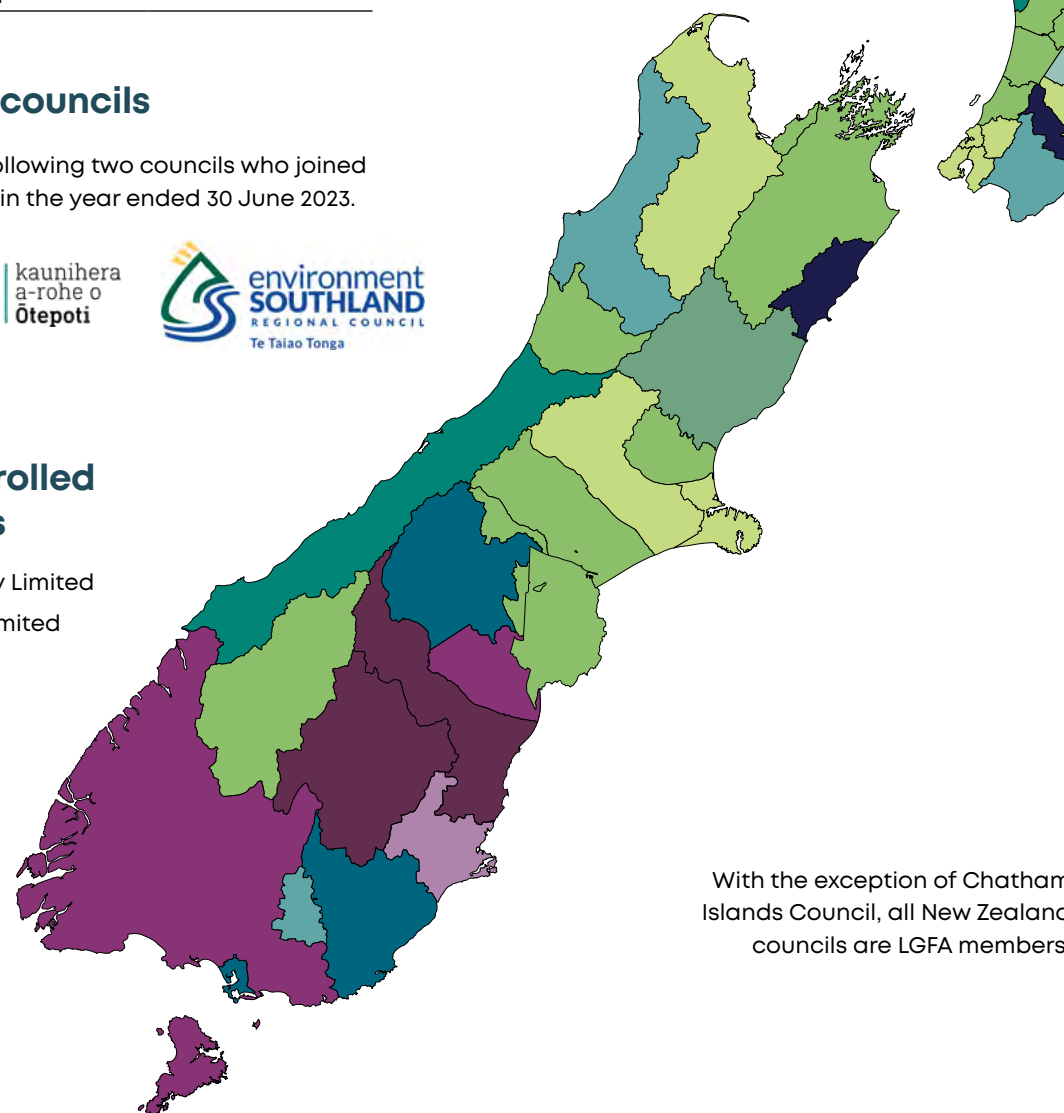 councils
ollowing two councils who joined
in the year ended 30 June 2023.
kaunihera
a-rohe o
Ōtepoti
environment
SOUTHLAND
REGIONAL COUNCIL
Te Taiao Tonga
rolled
s
y Limited
mited
With the exception of Chatham
Islands Council, all New Zealand
councils are LGFA members